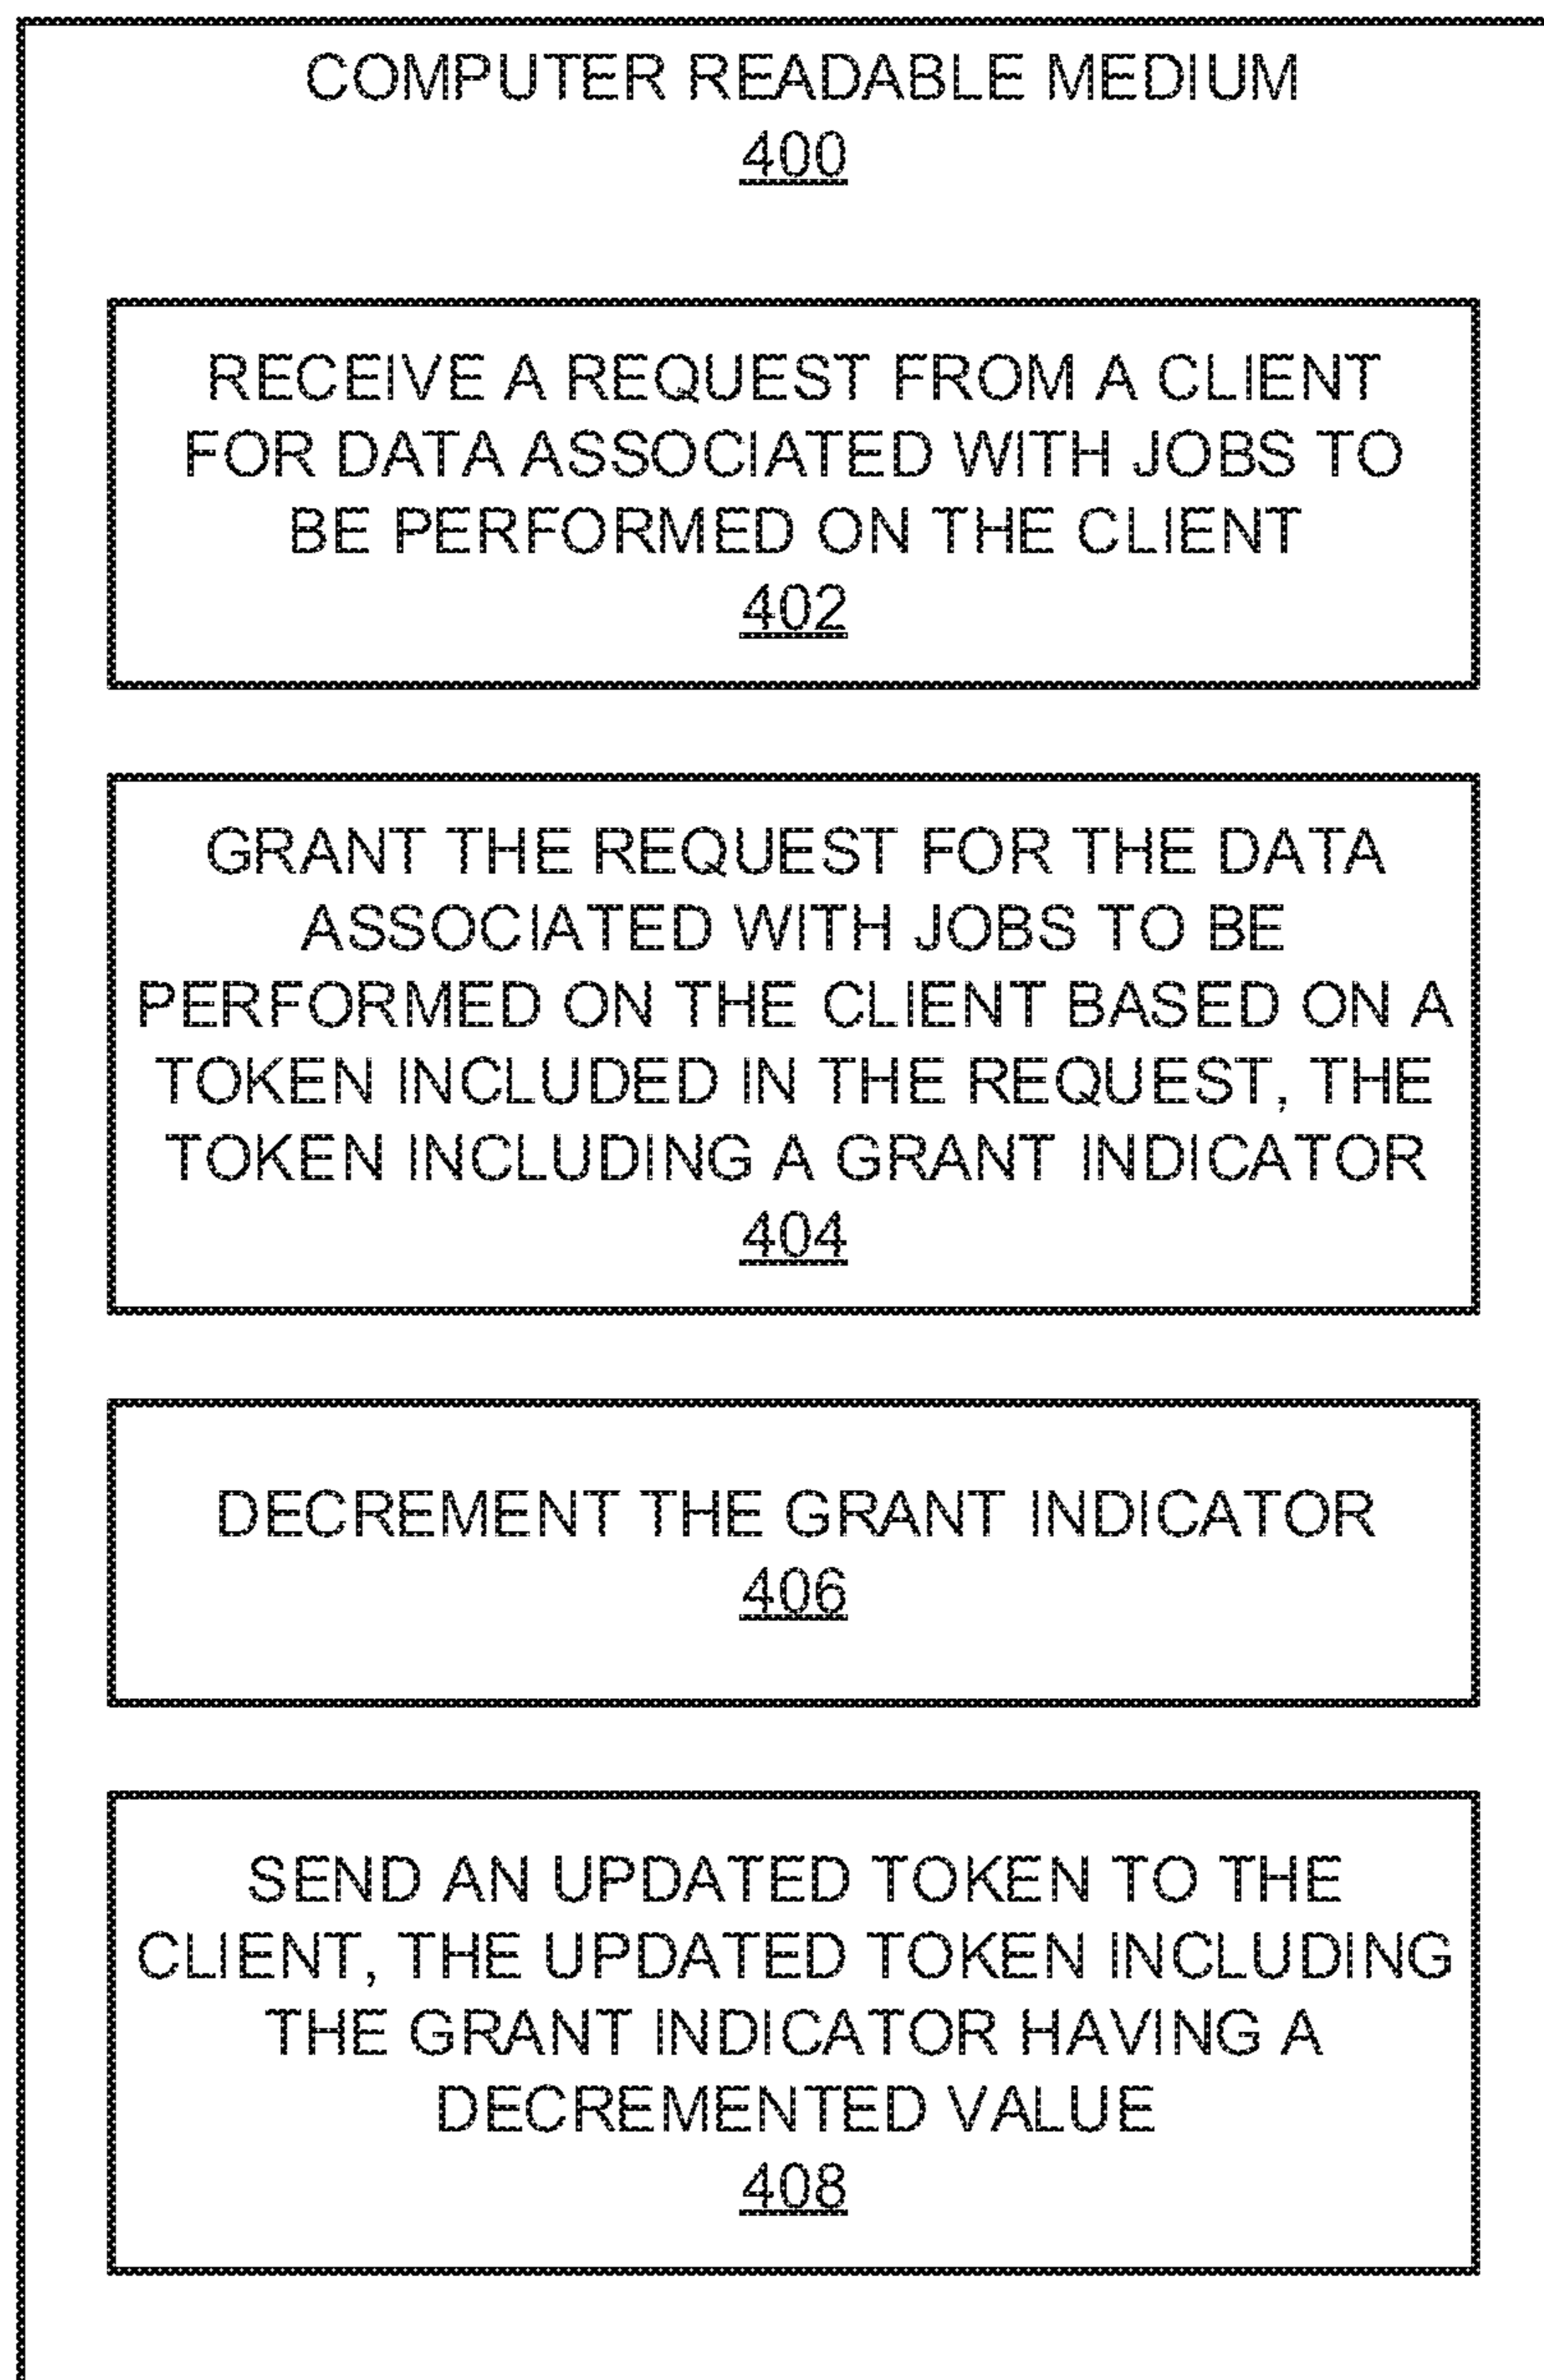 COMPUTER READABLE MEDIUM
400
RECEIVE A REQUEST FROM A CLIENT
FOR DATA ASSOCIATED WITH JOBS TO
BE PERFORMED ON THE CLIENT
402
GRANT THE REQUEST FOR THE DATA
ASSOCIATED WITH JOBS TO BE
PERFORMED ON THE CLIENT BASED ON A
TOKEN INCLUDED IN THE REQUEST, THE
TOKEN INCLUDING A GRANT INDICATOR
404
DECREMENT THE GRANT INDICATOR
406
SEND AN UPDATED TOKEN TO THE
CLIENT, THE UPDATED TOKEN INCLUDING
THE GRANT INDICATOR HAVING A
DECREMENTED VALUE
408